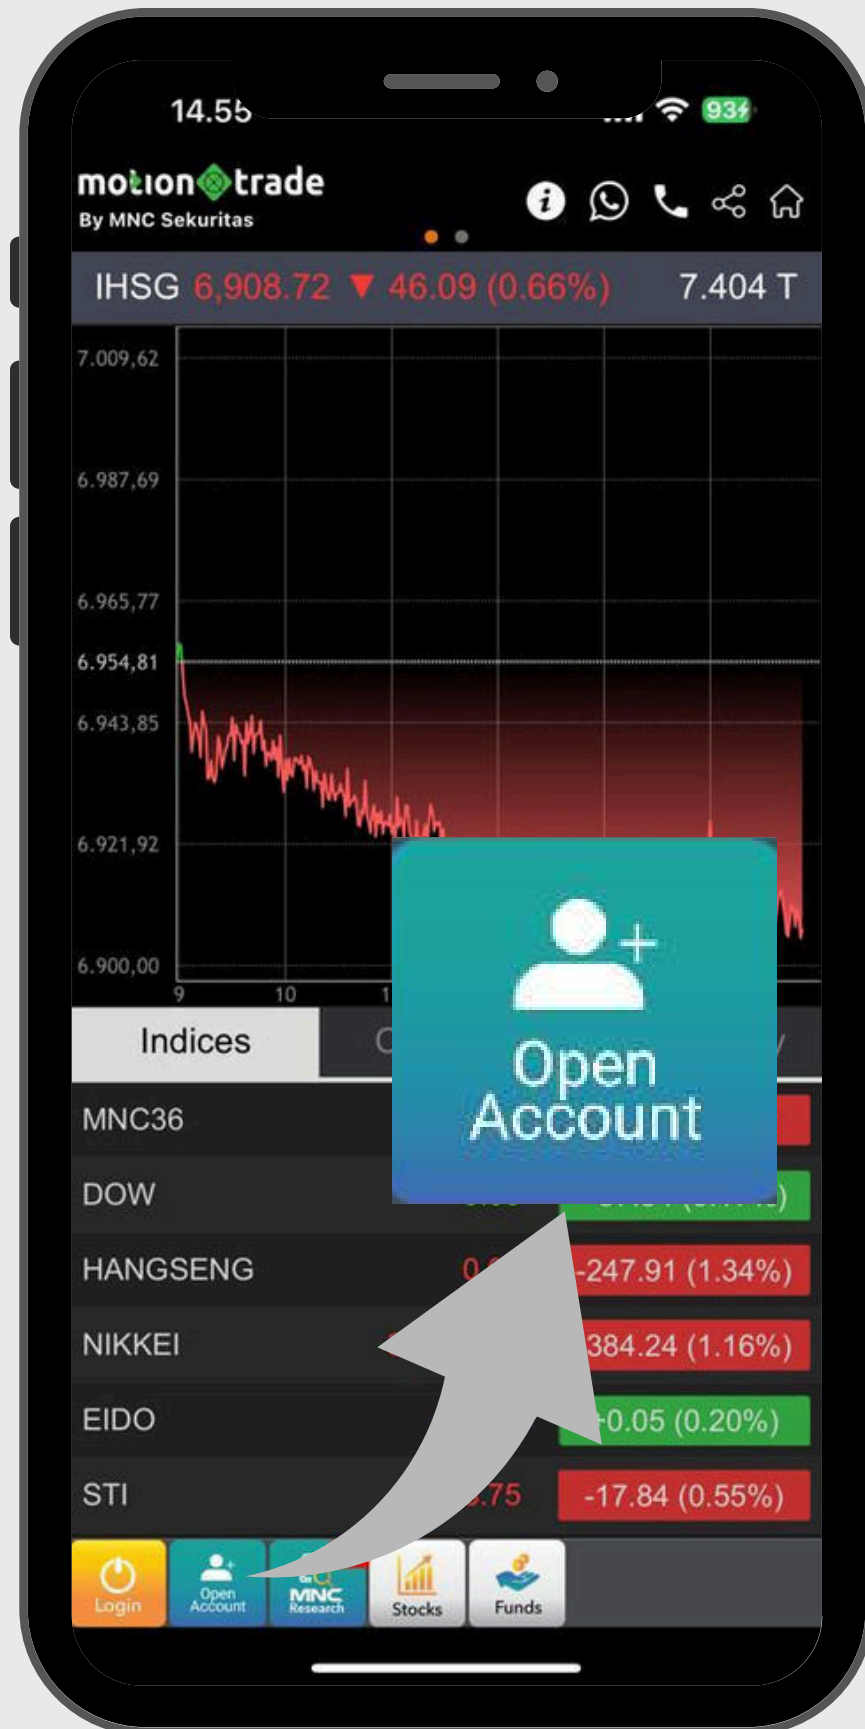 14.55
93
motion trade
By MNC Sekuritas
IHSG 6,908.72 ▼ 46.09 (0.66%) 7.404 T
7.009,62
6.987,69
6.965,77
6.954,81
6.943,85
6.921,92
6.900,00
9 10
Indices
Open
Account
MNC36
DOW
HANGSENG -247.91 (1.34%)
NIKKEI 384.24 (1.16%)
EIDO +0.05 (0.20%)
STI -17.84 (0.55%)
Login
Open
Account
MNC
Research
Stocks
Funds